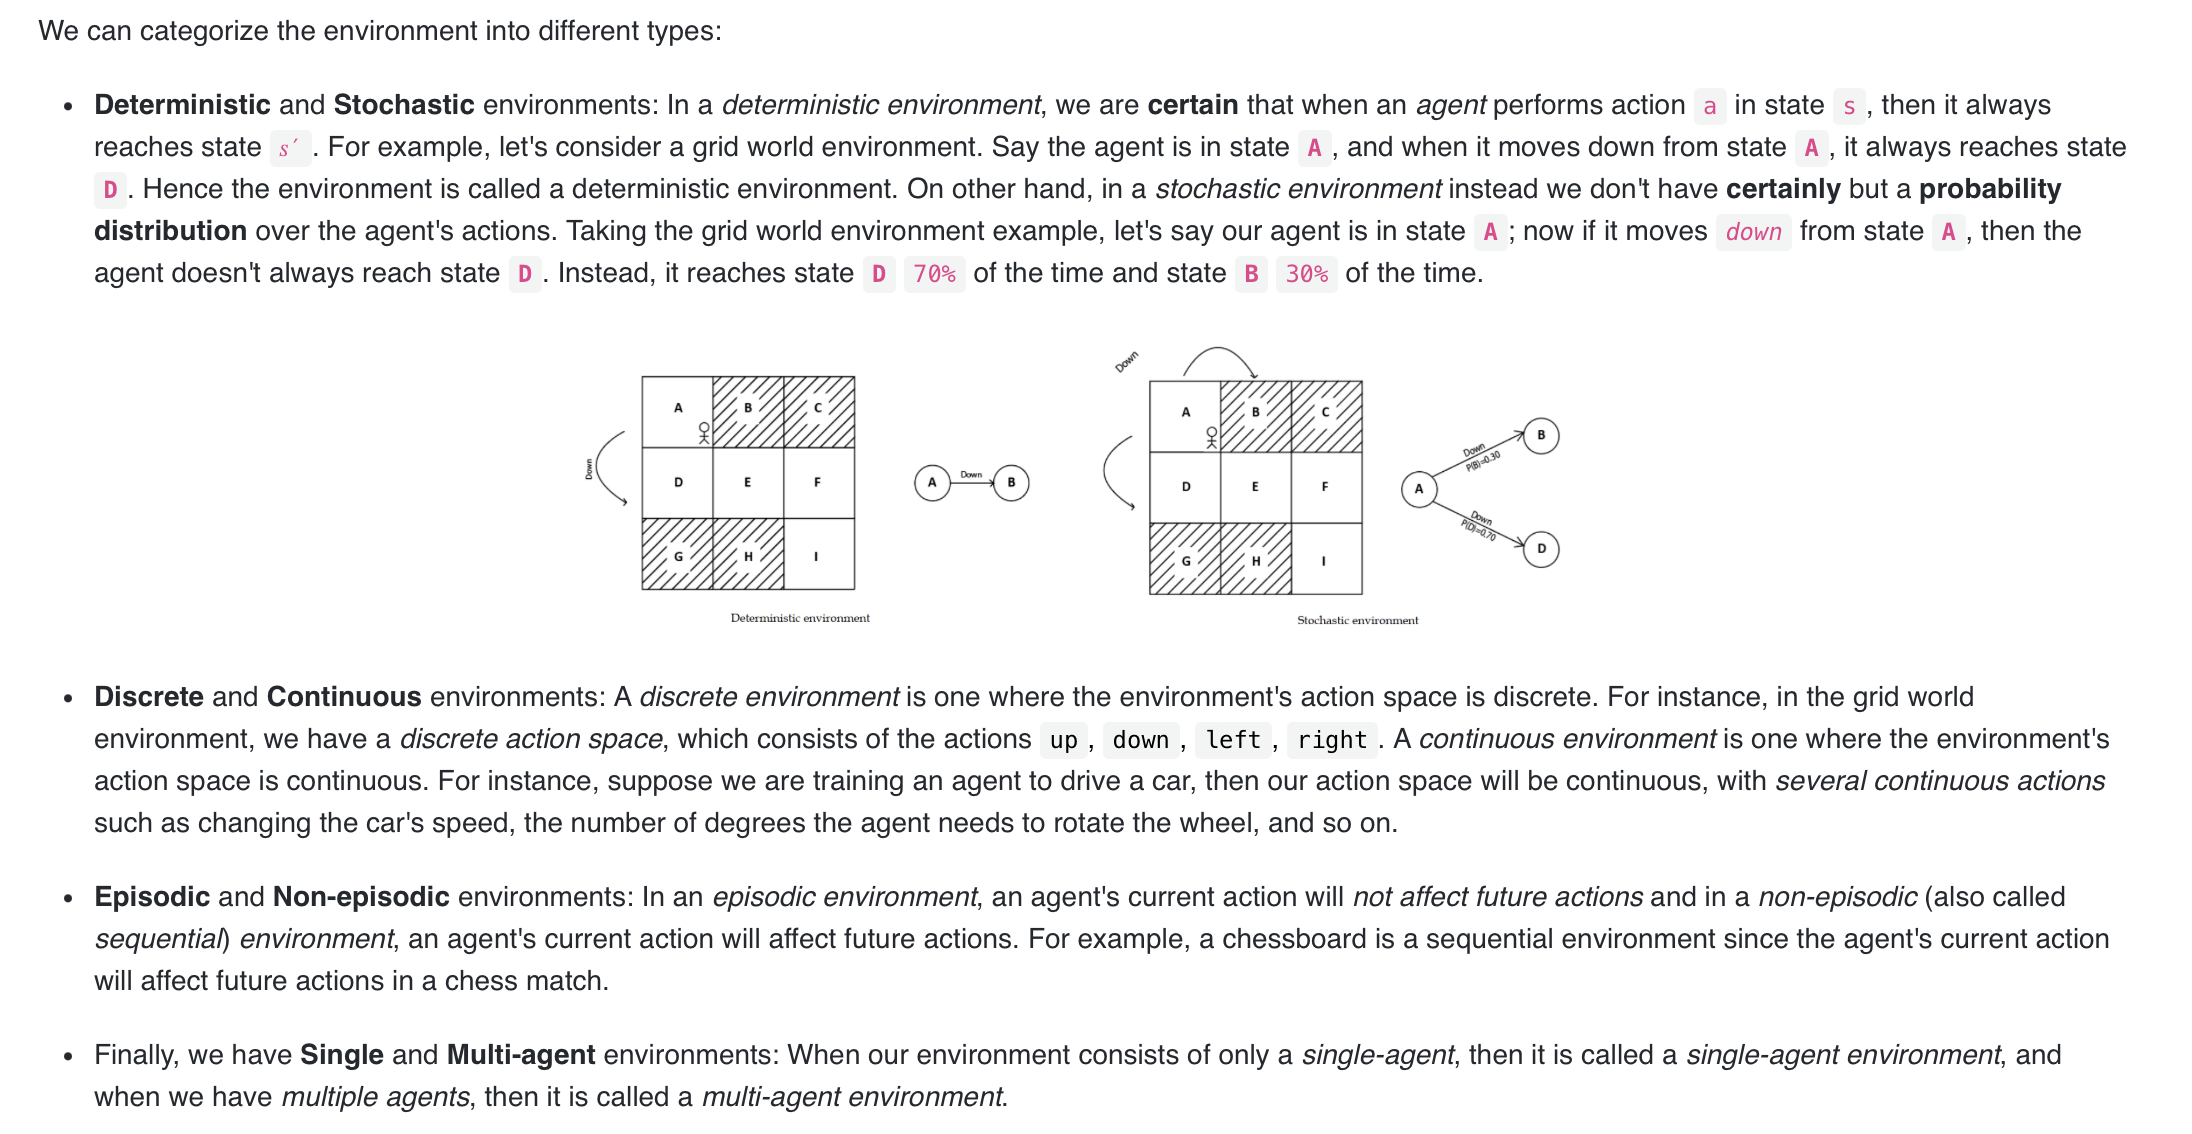 We can categorize the environment into different types:
• Deterministic and Stochastic environments: In a deterministic environment, we are certain that when an agent performs action a in state s, then it always
reaches state s′. For example, let's consider a grid world environment. Say the agent is in state A, and when it moves down from state A, it always reaches state
D. Hence the environment is called a deterministic environment. On other hand, in a stochastic environment instead we don't have certainly but a probability
distribution over the agent's actions. Taking the grid world environment example, let's say our agent is in state A; now if it moves down from state A, then the
agent doesn't always reach state D. Instead, it reaches state D 70% of the time and state B 30% of the time.
Down
A B C
D E F
G H I
A Down B
Deterministic environment
Down
A B C
D E F
G H I
A
Down
P(B)=0.30
B
Down
P(D)=0.70
D
Stochastic environment
• Discrete and Continuous environments: A discrete environment is one where the environment's action space is discrete. For instance, in the grid world
environment, we have a discrete action space, which consists of the actions up, down, left, right. A continuous environment is one where the environment's
action space is continuous. For instance, suppose we are training an agent to drive a car, then our action space will be continuous, with several continuous actions
such as changing the car's speed, the number of degrees the agent needs to rotate the wheel, and so on.
• Episodic and Non-episodic environments: In an episodic environment, an agent's current action will not affect future actions and in a non-episodic (also called
sequential) environment, an agent's current action will affect future actions. For example, a chessboard is a sequential environment since the agent's current action
will affect future actions in a chess match.
• Finally, we have Single and Multi-agent environments: When our environment consists of only a single-agent, then it is called a single-agent environment, and
when we have multiple agents, then it is called a multi-agent environment.